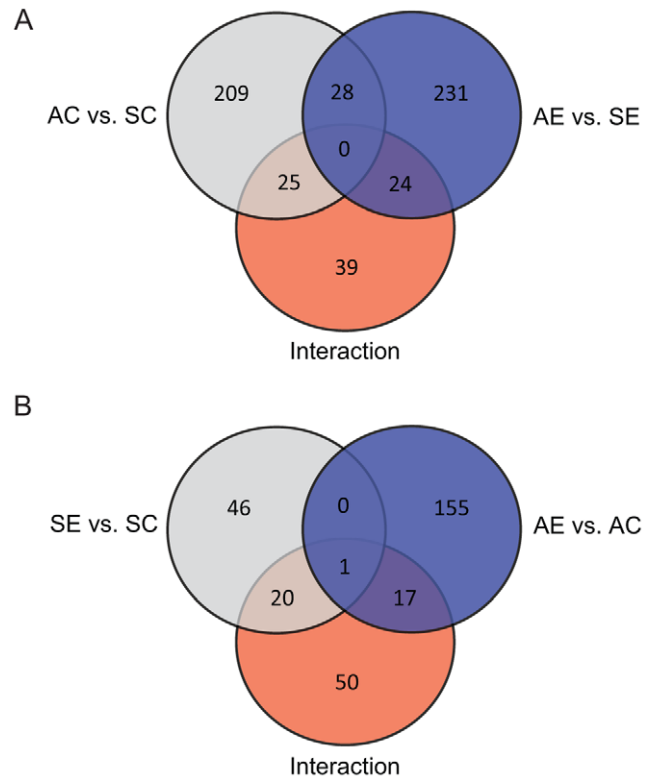 A
209
28
231
AC vs. SC
AE vs. SE
0
25
24
39
Interaction
B
46
0
155
SE vs. SC
AE vs. AC
1
20
17
50
Interaction